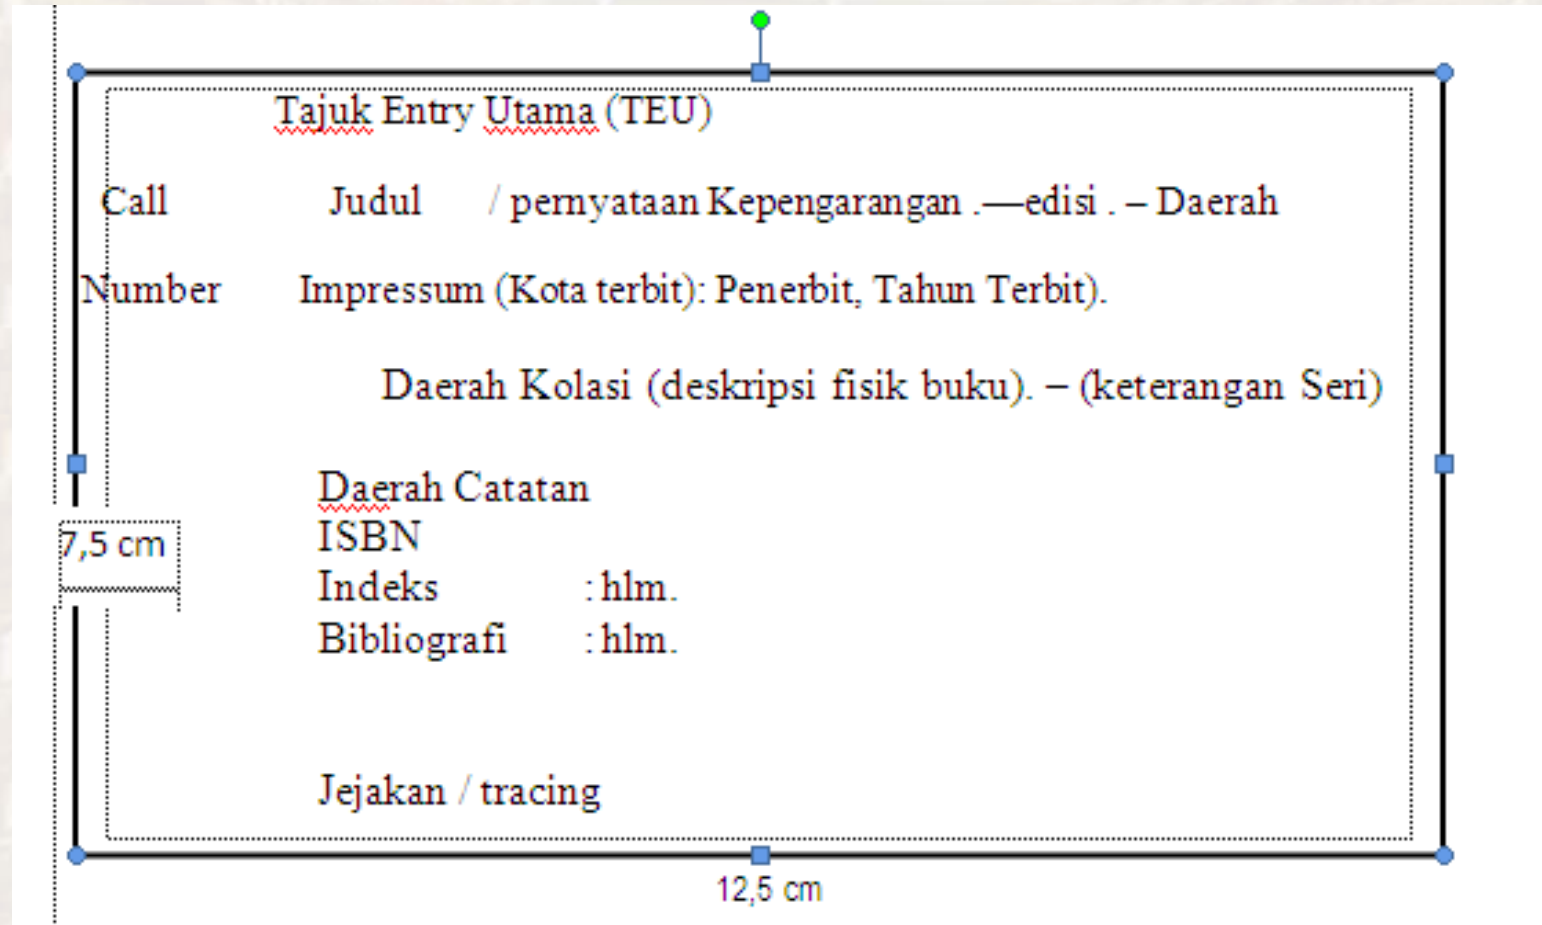 Tajuk Entry Utama (TEU)
Call Judul / pernyataan Kepengarangan .—edisi . – Daerah
Number Impressum (Kota terbit): Penerbit, Tahun Terbit).
Daerah Kolasi (deskripsi fisik buku). – (keterangan Seri)
Daerah Catatan
ISBN
7,5 cm
Indeks : hlm.
Bibliografi : hlm.
Jejakan / tracing
12,5 cm